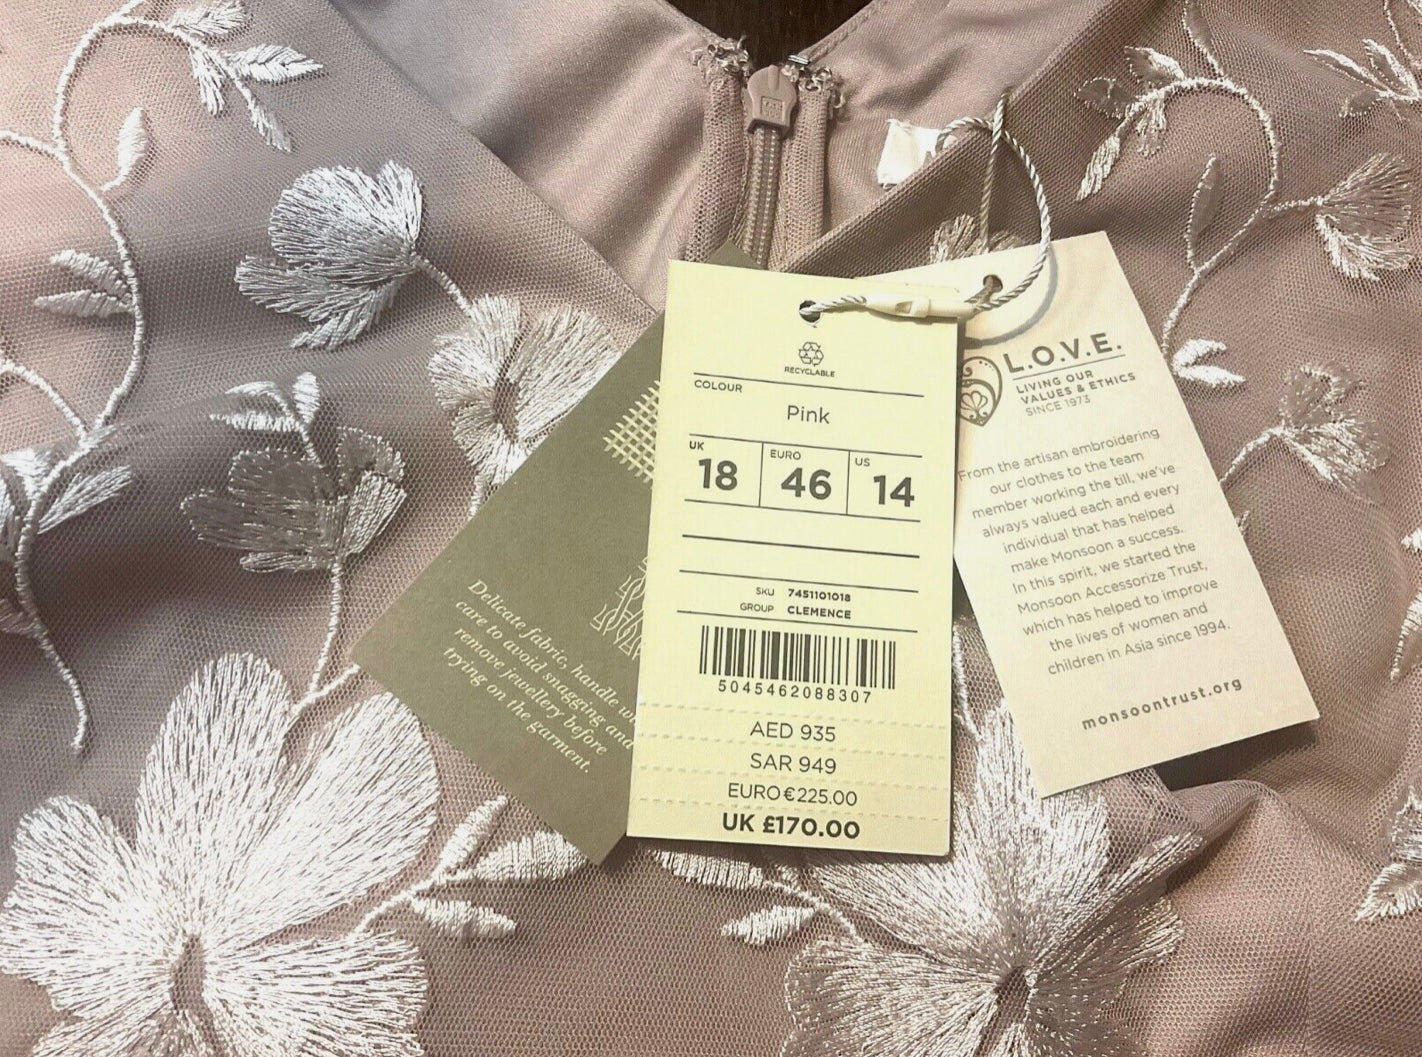 RECYCLABLE
COLOUR
Pink
UK
18
EURO
46
US
14
SKU 7451101018
GROUP CLEMENCE
5045462088307
AED 935
SAR 949
EURO€225.00
UK £170.00
Delicate fabric, handle
care to avoid snagging and
remove jewellery before
trying on the garment.
L.O.V.E.
LIVING OUR
VALUES & ETHICS
SINCE 1973
From the artisan embroidering
our clothes to the team
member working the till, we've
always valued each and every
individual that has helped
make Monsoon a success.
In this spirit, we started the
Monsoon Accessorize Trust,
which has helped to improve
the lives of women and
children in Asia since 1994.
monsoontrust.org